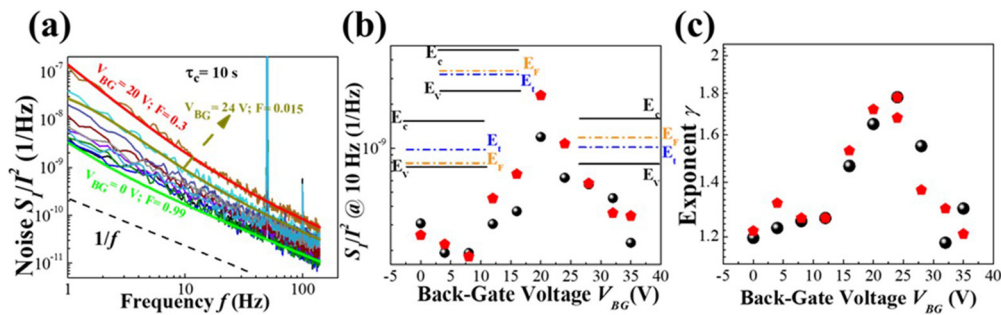 (a)
Noise S_I/I² (1/Hz)
10⁻⁷
10⁻⁸
10⁻⁹
10⁻¹⁰
10⁻¹¹
τ_c= 10 s
V_BG = 20 V; F=0.3
V_BG = 24 V; F=0.015
V_BG = 0 V; F=0.99
1/f
1 10 100
Frequency f (Hz)
(b)
S_I/I² @ 10 Hz (1/Hz)
10⁻⁹
E_c
E_F
E_t
E_V
E_c
E_t
E_F
E_V
E_c
E_F
E_t
E_V
-5 0 5 10 15 20 25 30 35 40
Back-Gate Voltage V_BG (V)
(c)
Exponent γ
2
1.8
1.6
1.4
1.2
-5 0 5 10 15 20 25 30 35 40
Back-Gate Voltage V_BG (V)